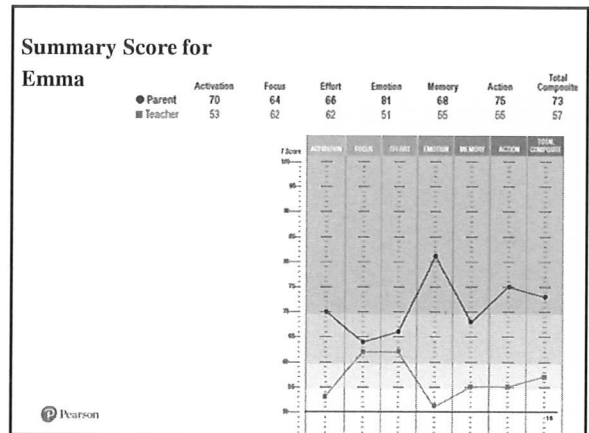 Summary Score for
Emma
Activation Focus Effort Emotion Memory Action Total Composite
Parent 70 64 66 81 68 75 73
Teacher 53 62 62 51 55 55 57
T Score ACTIVATION FOCUS EFFORT EMOTION MEMORY ACTION TOTAL COMPOSITE
100
95
90
85
80
75
70
65
60
55
50
Pearson